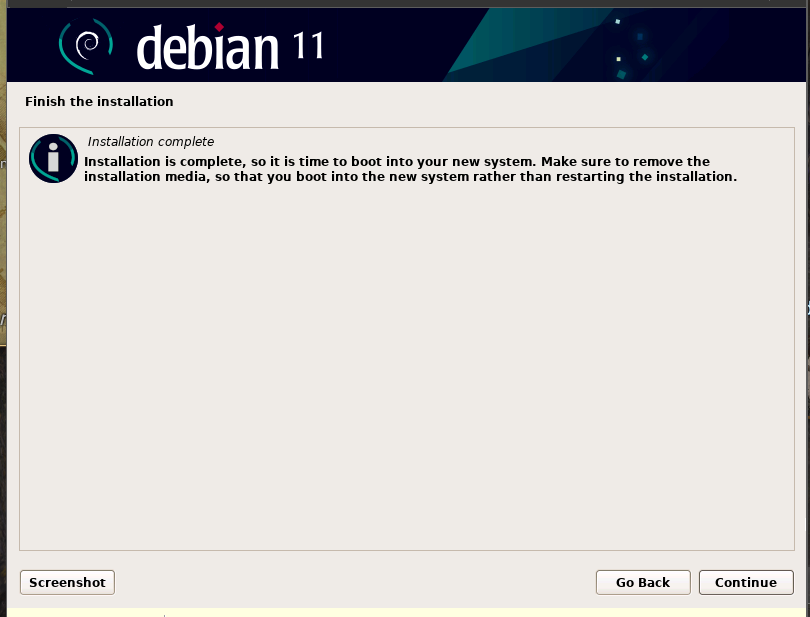 debian 11
Finish the installation
Installation complete
Installation is complete, so it is time to boot into your new system. Make sure to remove the
installation media, so that you boot into the new system rather than restarting the installation.
Screenshot
Go Back
Continue